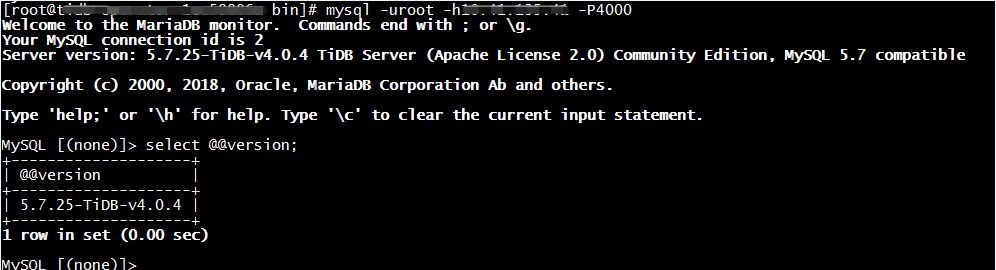 [root@t bin]# mysql -uroot -P4000
Welcome to the MariaDB monitor.  Commands end with ; or \g.
Your MySQL connection id is 2
Server version: 5.7.25-TiDB-v4.0.4 TiDB Server (Apache License 2.0) Community Edition, MySQL 5.7 compatible
Copyright (c) 2000, 2018, Oracle, MariaDB Corporation Ab and others.
Type 'help;' or '\h' for help. Type '\c' to clear the current input statement.
MySQL [(none)]> select @@version;
+--------------------+
| @@version          |
+--------------------+
| 5.7.25-TiDB-v4.0.4 |
+--------------------+
1 row in set (0.00 sec)
MySQL [(none)]>